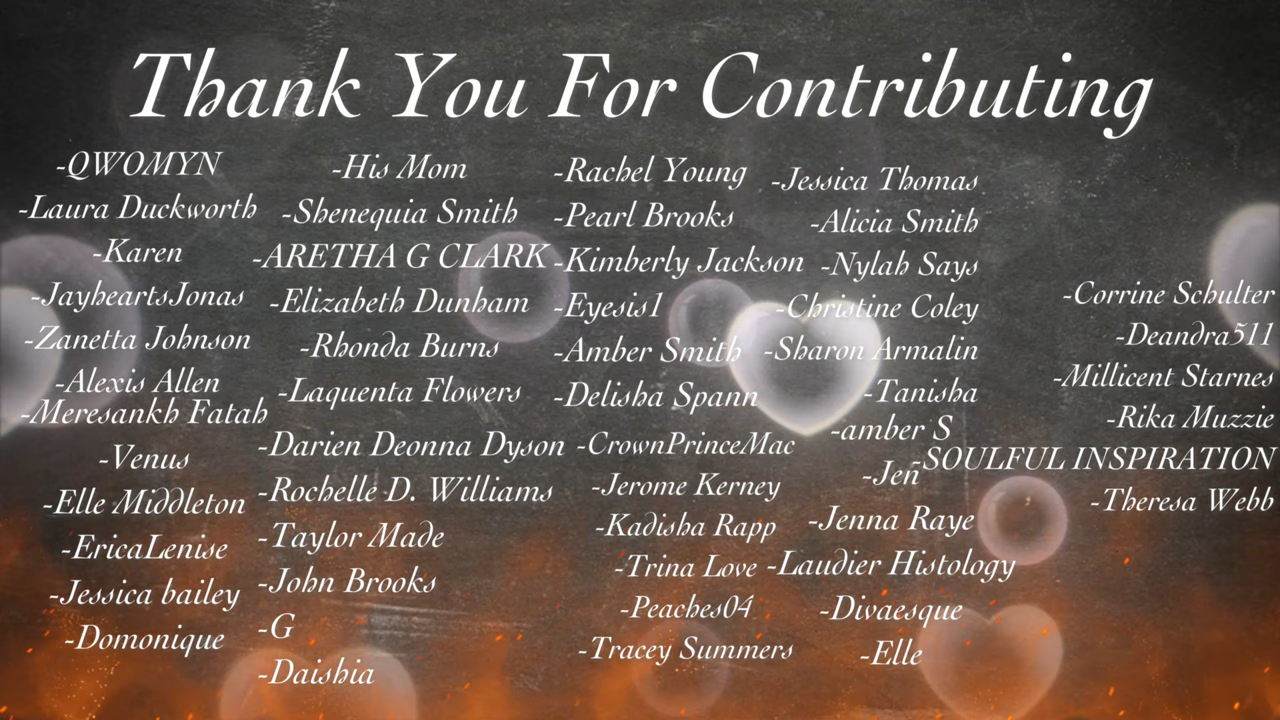 Thank You For Contributing
-QWOMYN
-Laura Duckworth
-Karen
-JayheartsJonas
-Zanetta Johnson
-Alexis Allen
-Meresankh Fatah
-Venus
-Elle Middleton
-EricaLenise
-Jessica bailey
-Domonique
-His Mom
-Shenequia Smith
-ARETHA G CLARK
-Elizabeth Dunham
-Rhonda Burns
-Laquenta Flowers
-Darien Deonna Dyson
-Rochelle D. Williams
-Taylor Made
-John Brooks
-G
-Daishia
-Rachel Young
-Pearl Brooks
-Kimberly Jackson
-Eyesis1
-Amber Smith
-Delisha Spann
-CrownPrinceMac
-Jerome Kerney
-Kadisha Rapp
-Trina Love
-Peaches04
-Tracey Summers
-Jessica Thomas
-Alicia Smith
-Nylah Says
-Christine Coley
-Sharon Armalin
-Tanisha
-amber S
-Jen
-Jenna Raye
-Laudier Histology
-Divaesque
-Elle
-Corrine Schulter
-Deandra511
-Millicent Starnes
-Rika Muzzie
-SOULFUL INSPIRATION
-Theresa Webb